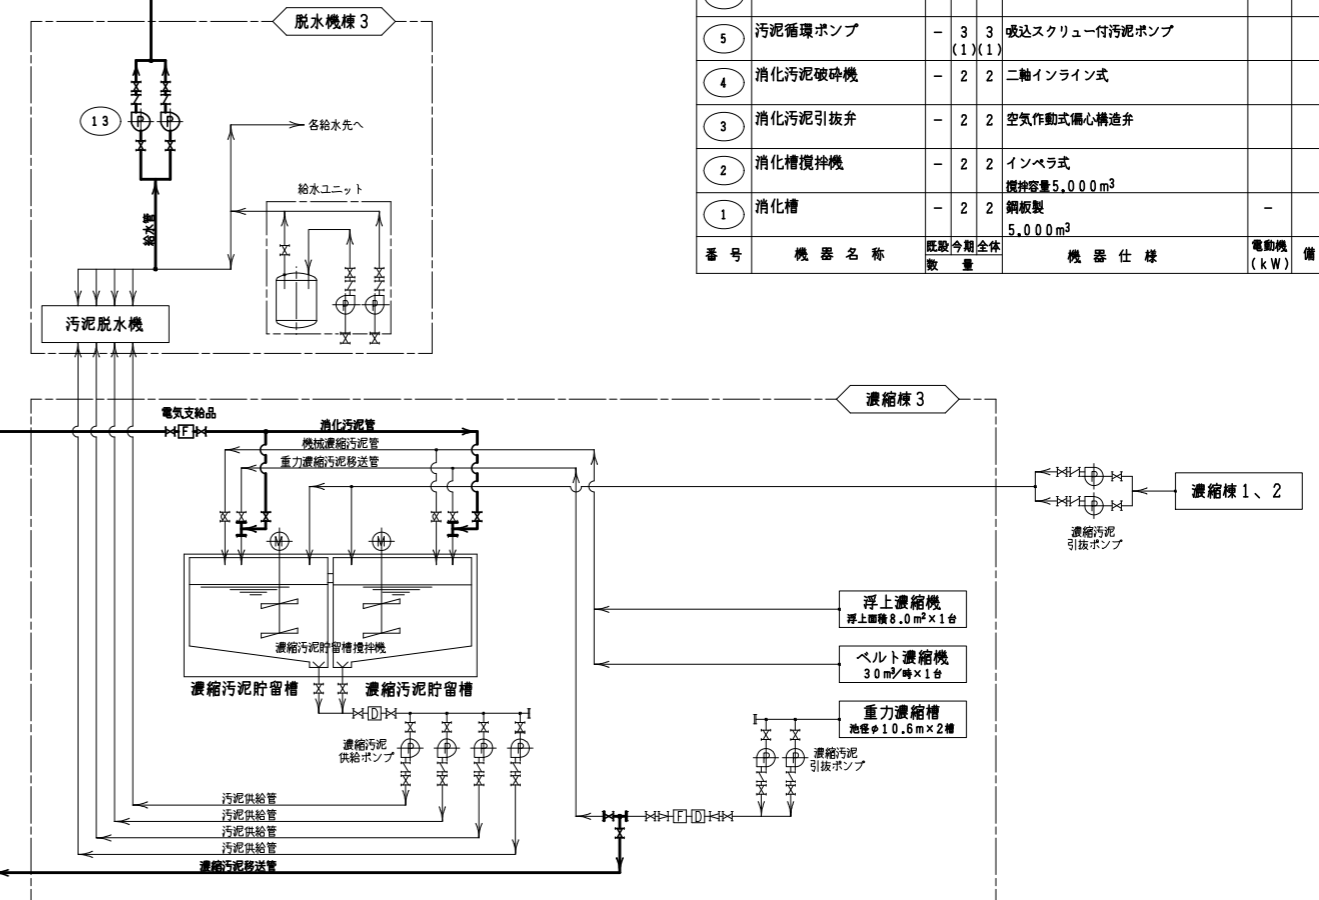 脱水機棟3
13
P P
各給水先へ
給水ユニット
給水管
P P
汚泥脱水機
5 汚泥循環ポンプ － 3 3 吸込スクリュー付汚泥ポンプ
(1)(1)
4 消化汚泥破砕機 － 2 2 二軸インライン式
3 消化汚泥引抜弁 － 2 2 空気作動式偏心構造弁
2 消化槽撹拌機 － 2 2 インペラ式
撹拌容量5,000m³
1 消化槽 － 2 2 鋼板製 －
5,000m³
番号 機器名称 既設 今期 全体 機器仕様 電動機 備
数量 (kW)
濃縮棟3
電気支給品
F
消化汚泥管
機械濃縮汚泥管
重力濃縮汚泥移送管
P
P
濃縮棟1、2
濃縮汚泥
引抜ポンプ
M M
浮上濃縮機
浮上面積8.0m²×1台
濃縮汚泥貯留槽撹拌機
ベルト濃縮機
30m³/時×1台
濃縮汚泥貯留槽 濃縮汚泥貯留槽
D
重力濃縮槽
池径φ10.6m×2槽
濃縮汚泥
供給ポンプ
P P P P
P P
濃縮汚泥
引抜ポンプ
F D
汚泥供給管
汚泥供給管
汚泥供給管
汚泥供給管
濃縮汚泥移送管